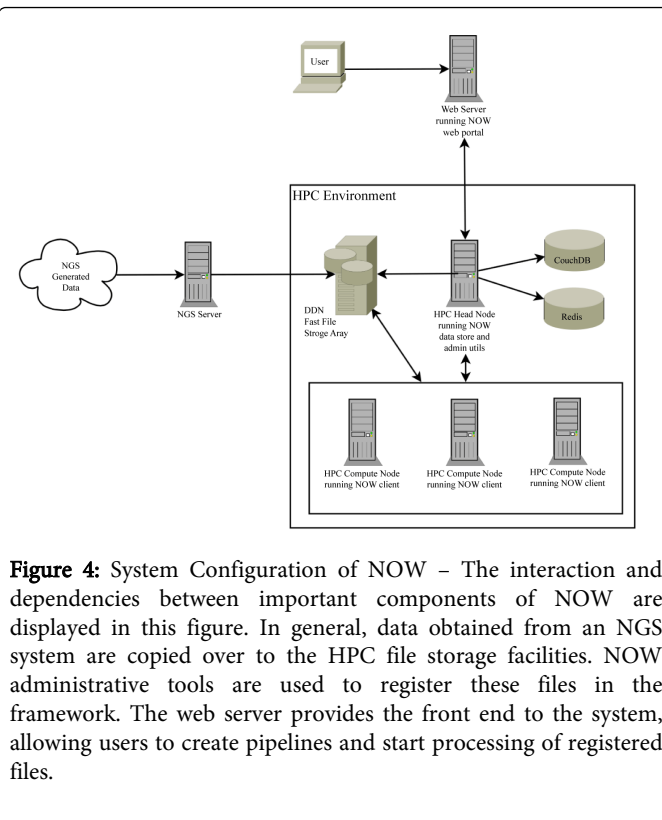 User
Web Server
running NOW
web portal
HPC Environment
NGS
Generated
Data
NGS Server
DDN
Fast File
Stroge Aray
HPC Head Node
running NOW
data store and
admin utils
CouchDB
Redis
HPC Compute Node
running NOW client
HPC Compute Node
running NOW client
HPC Compute Node
running NOW client
Figure 4: System Configuration of NOW – The interaction and
dependencies between important components of NOW are
displayed in this figure. In general, data obtained from an NGS
system are copied over to the HPC file storage facilities. NOW
administrative tools are used to register these files in the
framework. The web server provides the front end to the system,
allowing users to create pipelines and start processing of registered
files.